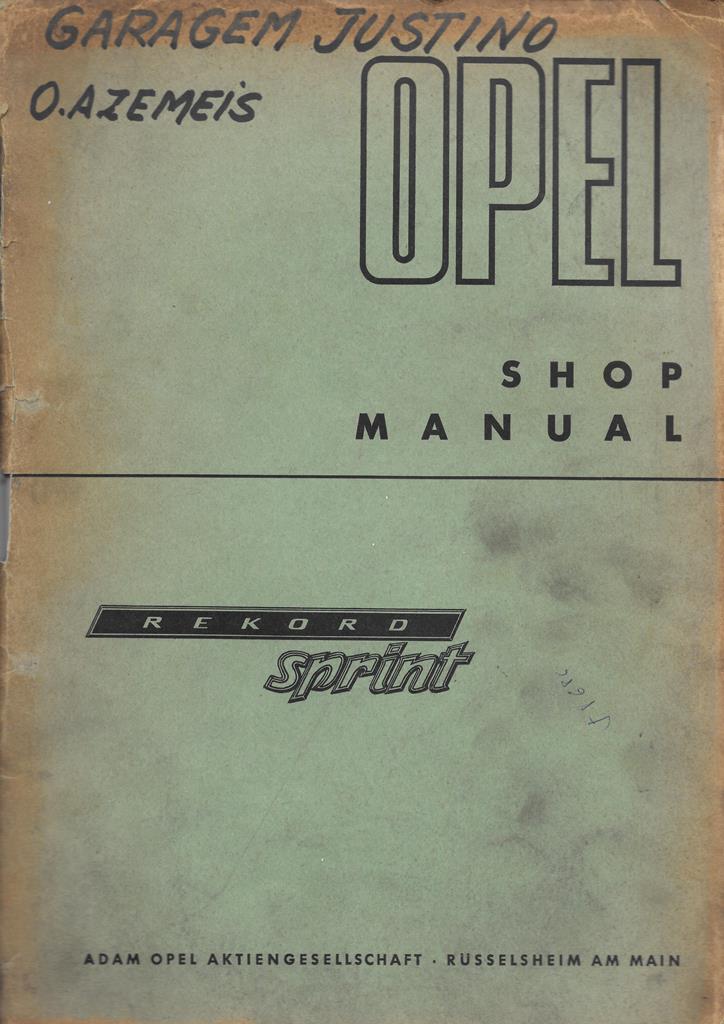 GARAGEM JUSTINO
O. AZEMEIS
OPEL
SHOP
MANUAL
REKORD
sprint
ADAM OPEL AKTIENGESELLSCHAFT · RÜSSELSHEIM AM MAIN